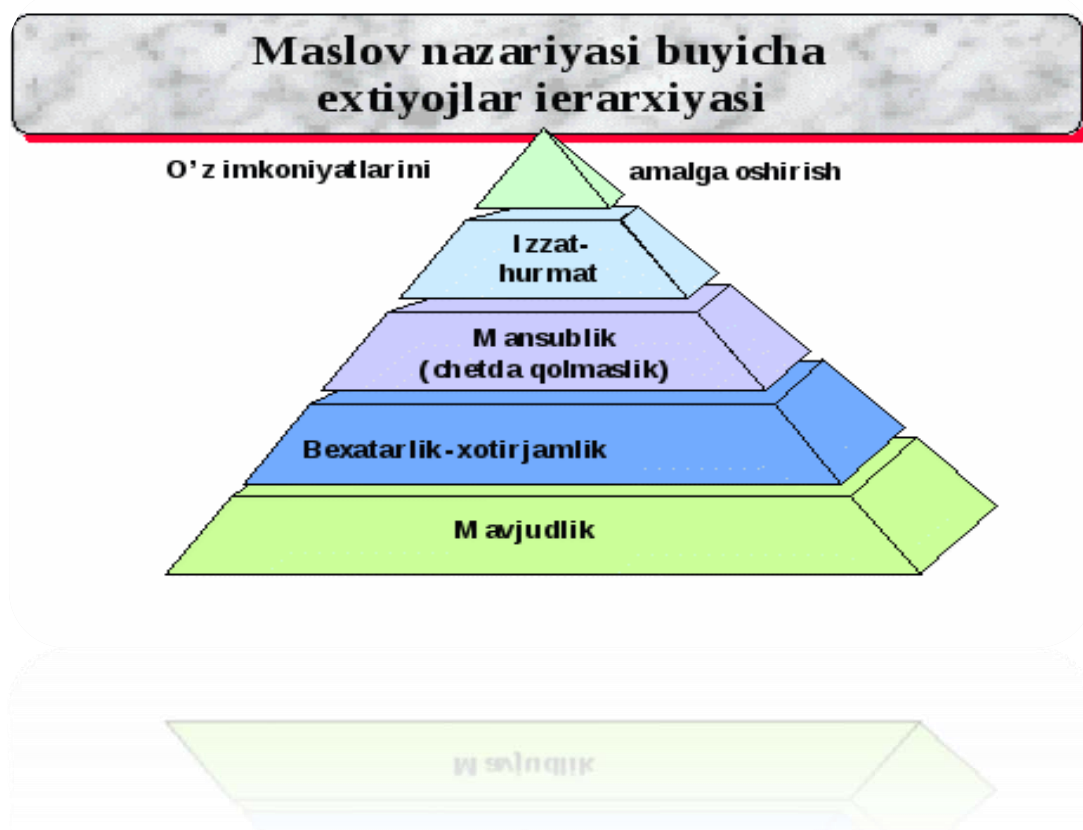 Maslov nazariyasi buyicha
extiyojlar ierarxiyasi
O'z imkoniyatlarini amalga oshirish
Izzat-
hurmat
Mansublik
(chetda qolmaslik)
Bexatarlik-xotirjamlik
Mavjudlik
Mavjudlik